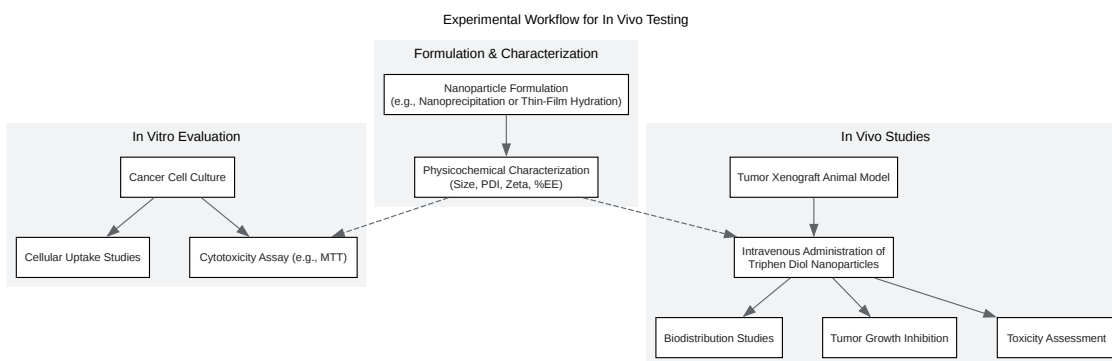 Experimental Workflow for In Vivo Testing
Formulation & Characterization
Nanoparticle Formulation
(e.g., Nanoprecipitation or Thin-Film Hydration)
Physicochemical Characterization
(Size, PDI, Zeta, %EE)
In Vitro Evaluation
Cancer Cell Culture
Cellular Uptake Studies
Cytotoxicity Assay (e.g., MTT)
In Vivo Studies
Tumor Xenograft Animal Model
Intravenous Administration of
Triphen Diol Nanoparticles
Biodistribution Studies
Tumor Growth Inhibition
Toxicity Assessment